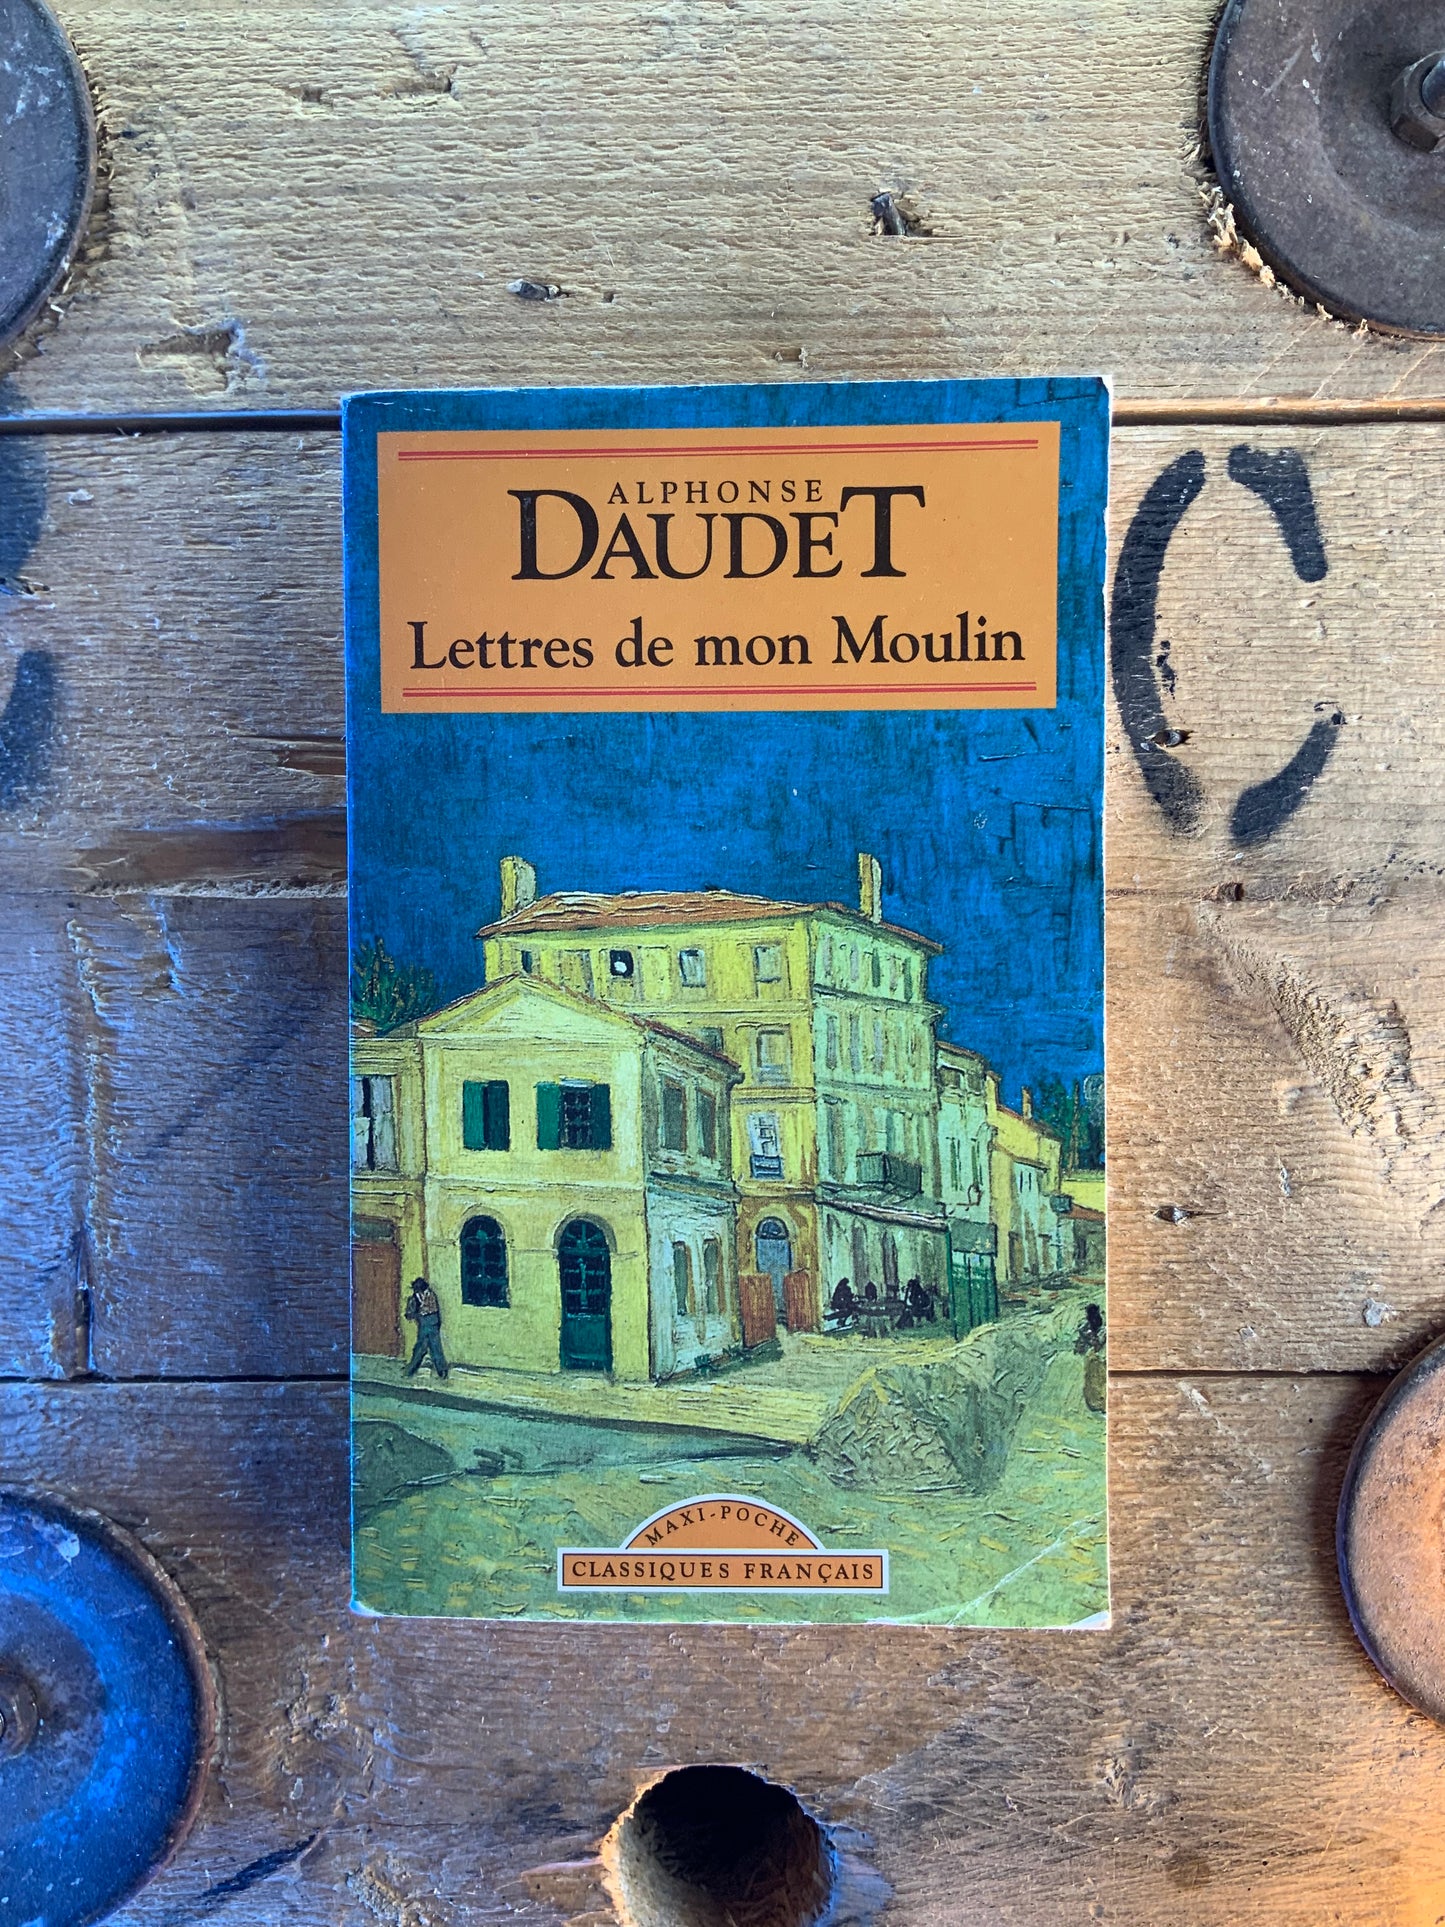 ALPHONSE
DAUDET
Lettres de mon Moulin
C
MAXI-POCHE
CLASSIQUES FRANÇAIS